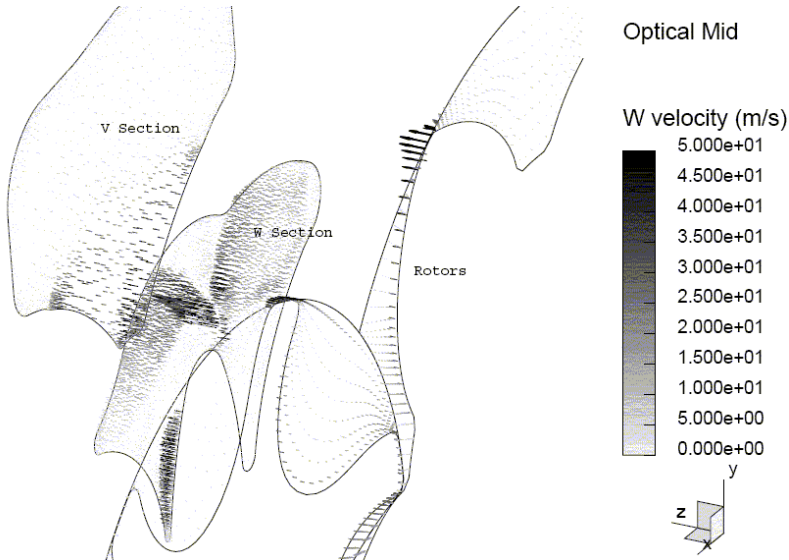 Optical Mid
W velocity (m/s)
5.000e+01
4.500e+01
4.000e+01
3.500e+01
3.000e+01
2.500e+01
2.000e+01
1.500e+01
1.000e+01
5.000e+00
0.000e+00
V Section
W Section
Rotors
y
z
x